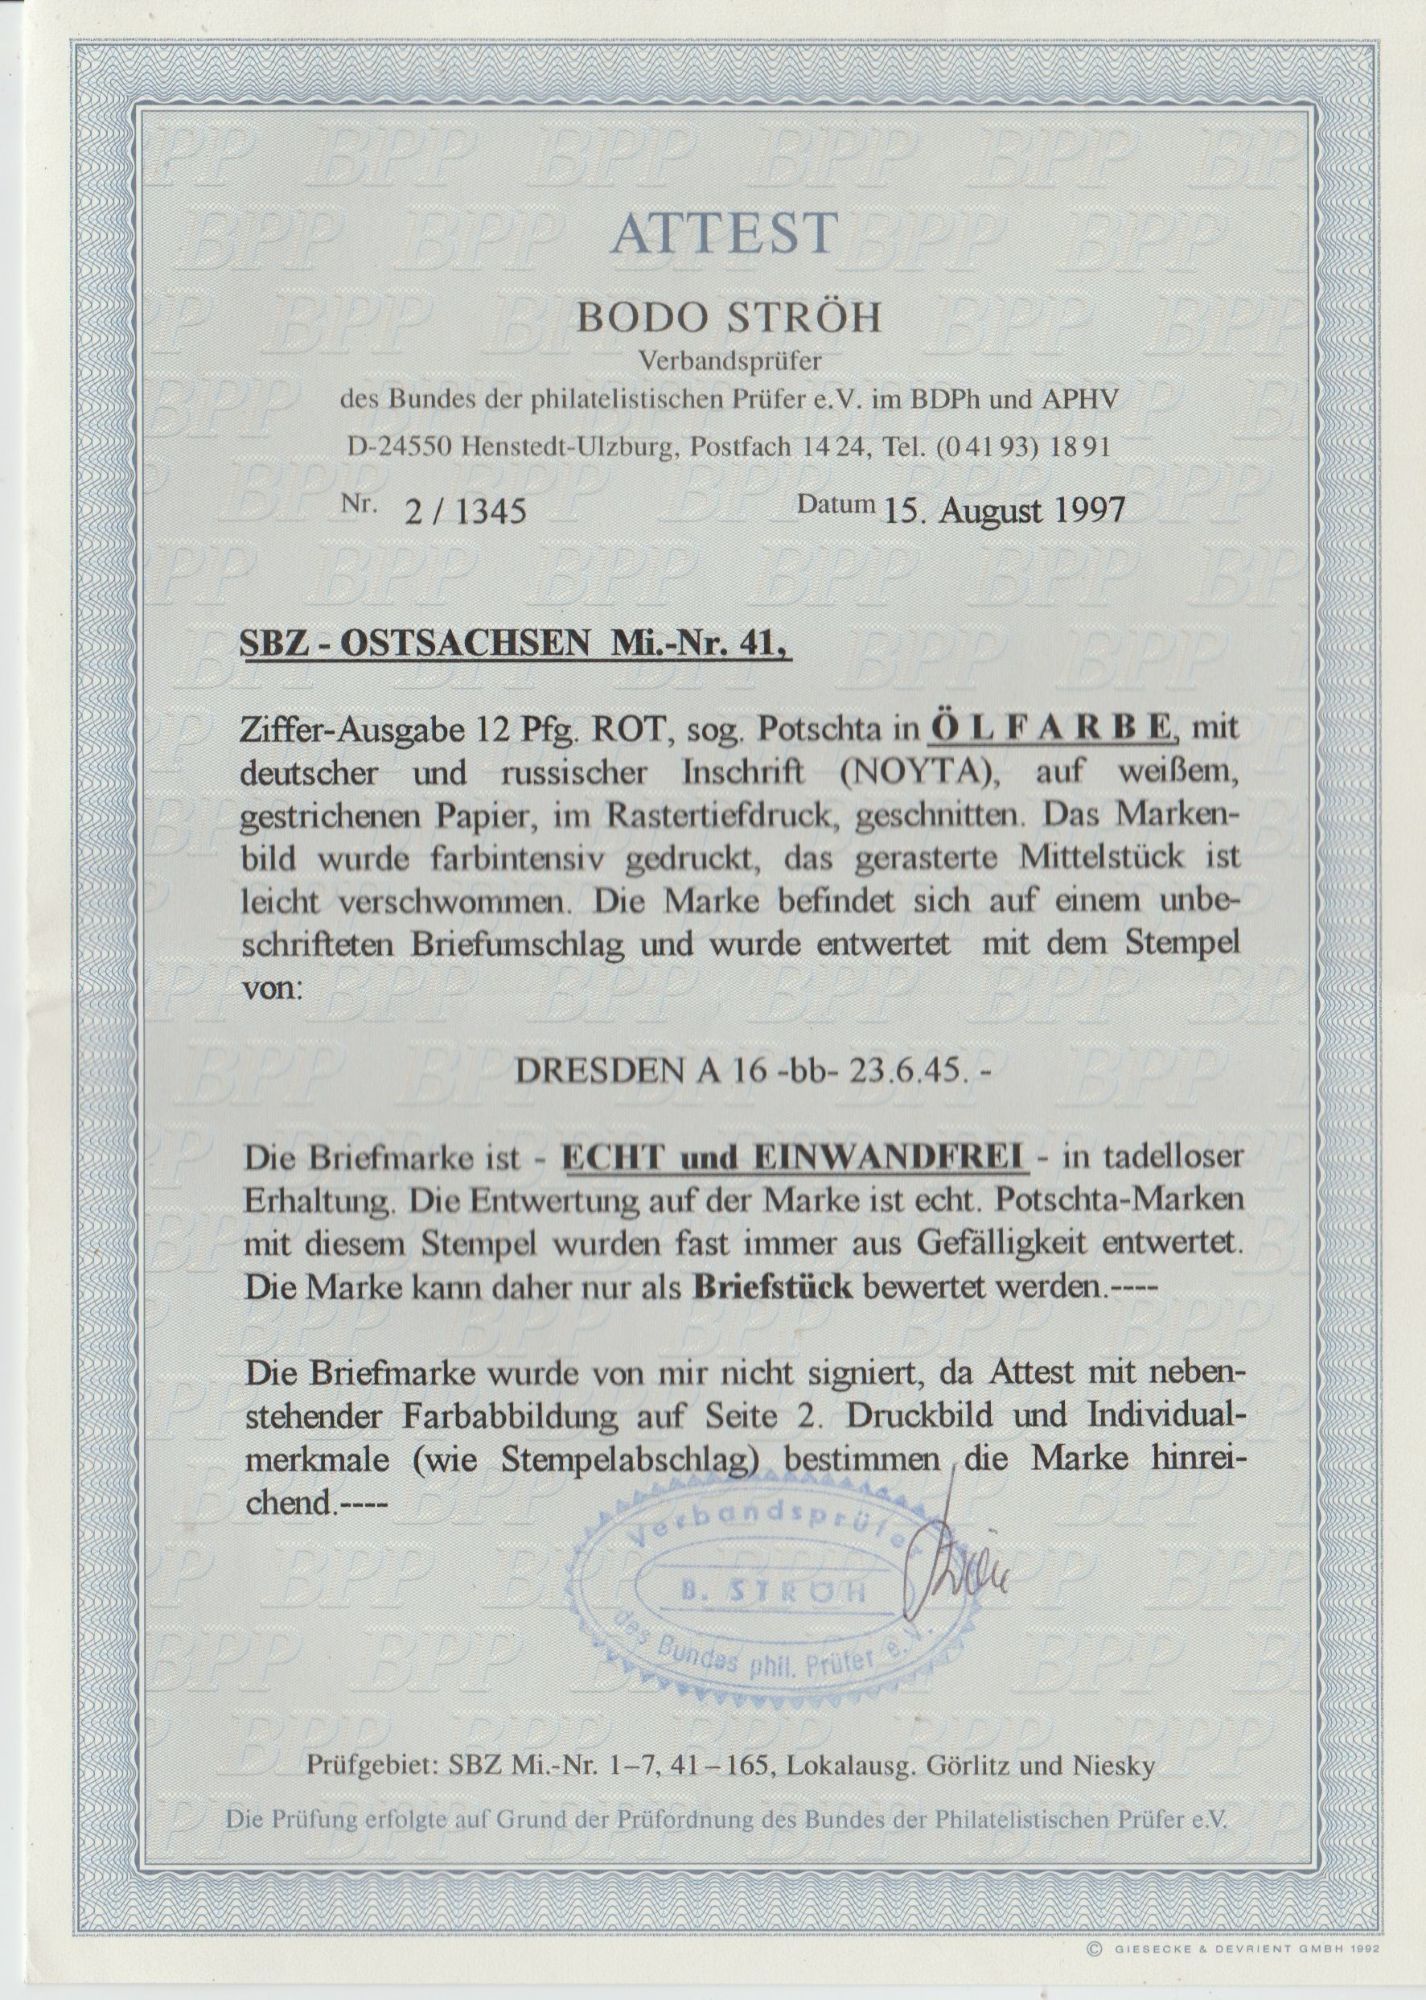 ATTEST
BODO STRÖH
Verbandsprüfer
des Bundes der philatelistischen Prüfer e.V. im BDPh und APHV
D-24550 Henstedt-Ulzburg, Postfach 14 24, Tel. (0 41 93) 18 91
Nr. 2 / 1345 Datum 15. August 1997
SBZ - OSTSACHSEN Mi.-Nr. 41,
Ziffer-Ausgabe 12 Pfg. ROT, sog. Potschta in Ö L F A R B E, mit
deutscher und russischer Inschrift (NOYTA), auf weißem,
gestrichenen Papier, im Rastertiefdruck, geschnitten. Das Marken-
bild wurde farbintensiv gedruckt, das gerasterte Mittelstück ist
leicht verschwommen. Die Marke befindet sich auf einem unbe-
schrifteten Briefumschlag und wurde entwertet mit dem Stempel
von:
DRESDEN A 16 -bb- 23.6.45. -
Die Briefmarke ist - ECHT und EINWANDFREI - in tadelloser
Erhaltung. Die Entwertung auf der Marke ist echt. Potschta-Marken
mit diesem Stempel wurden fast immer aus Gefälligkeit entwertet.
Die Marke kann daher nur als Briefstück bewertet werden.----
Die Briefmarke wurde von mir nicht signiert, da Attest mit neben-
stehender Farbabbildung auf Seite 2. Druckbild und Individual-
merkmale (wie Stempelabschlag) bestimmen die Marke hinrei-
chend.----
Verbandsprüfer
B. STRÖH
des Bundes phil. Prüfer e.V.
Prüfgebiet: SBZ Mi.-Nr. 1–7, 41–165, Lokalausg. Görlitz und Niesky
Die Prüfung erfolgte auf Grund der Prüfordnung des Bundes der Philatelistischen Prüfer e.V.
© GIESECKE & DEVRIENT GMBH 1992